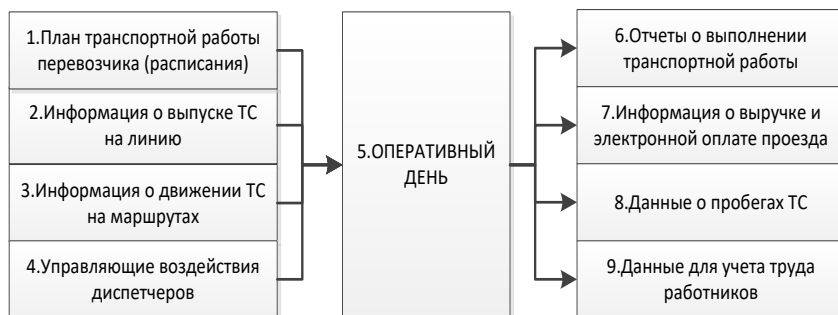 1.План транспортной работы
перевозчика (расписания)
2.Информация о выпуске ТС
на линию
3.Информация о движении ТС
на маршрутах
4.Управляющие воздействия
диспетчеров
5.ОПЕРАТИВНЫЙ
ДЕНЬ
6.Отчеты о выполнении
транспортной работы
7.Информация о выручке и
электронной оплате проезда
8.Данные о пробегах ТС
9.Данные для учета труда
работников